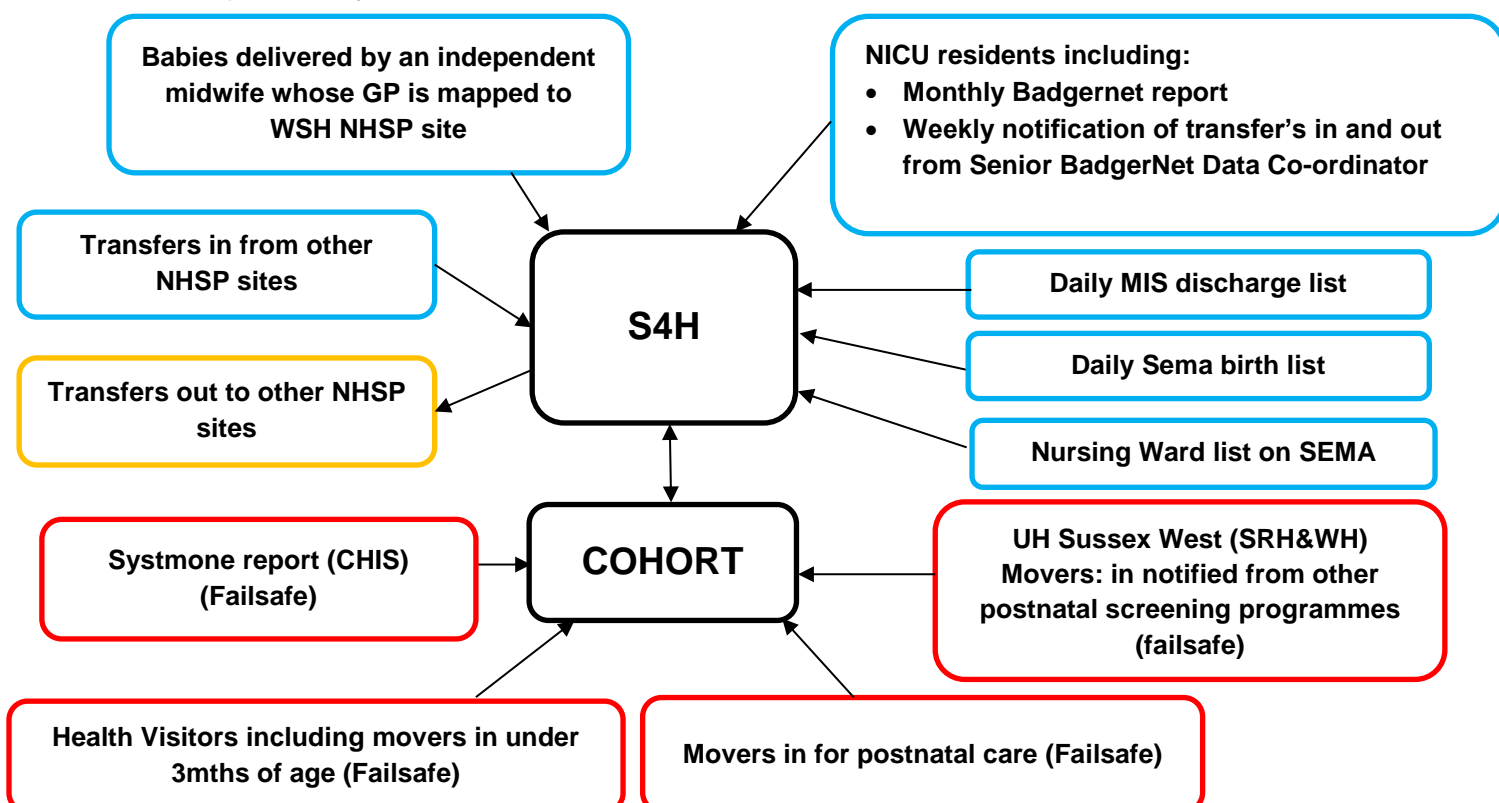 Babies delivered by an independent
midwife whose GP is mapped to
WSH NHSP site
NICU residents including:
• Monthly Badgernet report
• Weekly notification of transfer's in and out
from Senior BadgerNet Data Co-ordinator
Transfers in from other
NHSP sites
S4H
Daily MIS discharge list
Daily Sema birth list
Transfers out to other NHSP
sites
Nursing Ward list on SEMA
Systmone report (CHIS)
(Failsafe)
COHORT
UH Sussex West (SRH&WH)
Movers: in notified from other
postnatal screening programmes
(failsafe)
Health Visitors including movers in under
3mths of age (Failsafe)
Movers in for postnatal care (Failsafe)